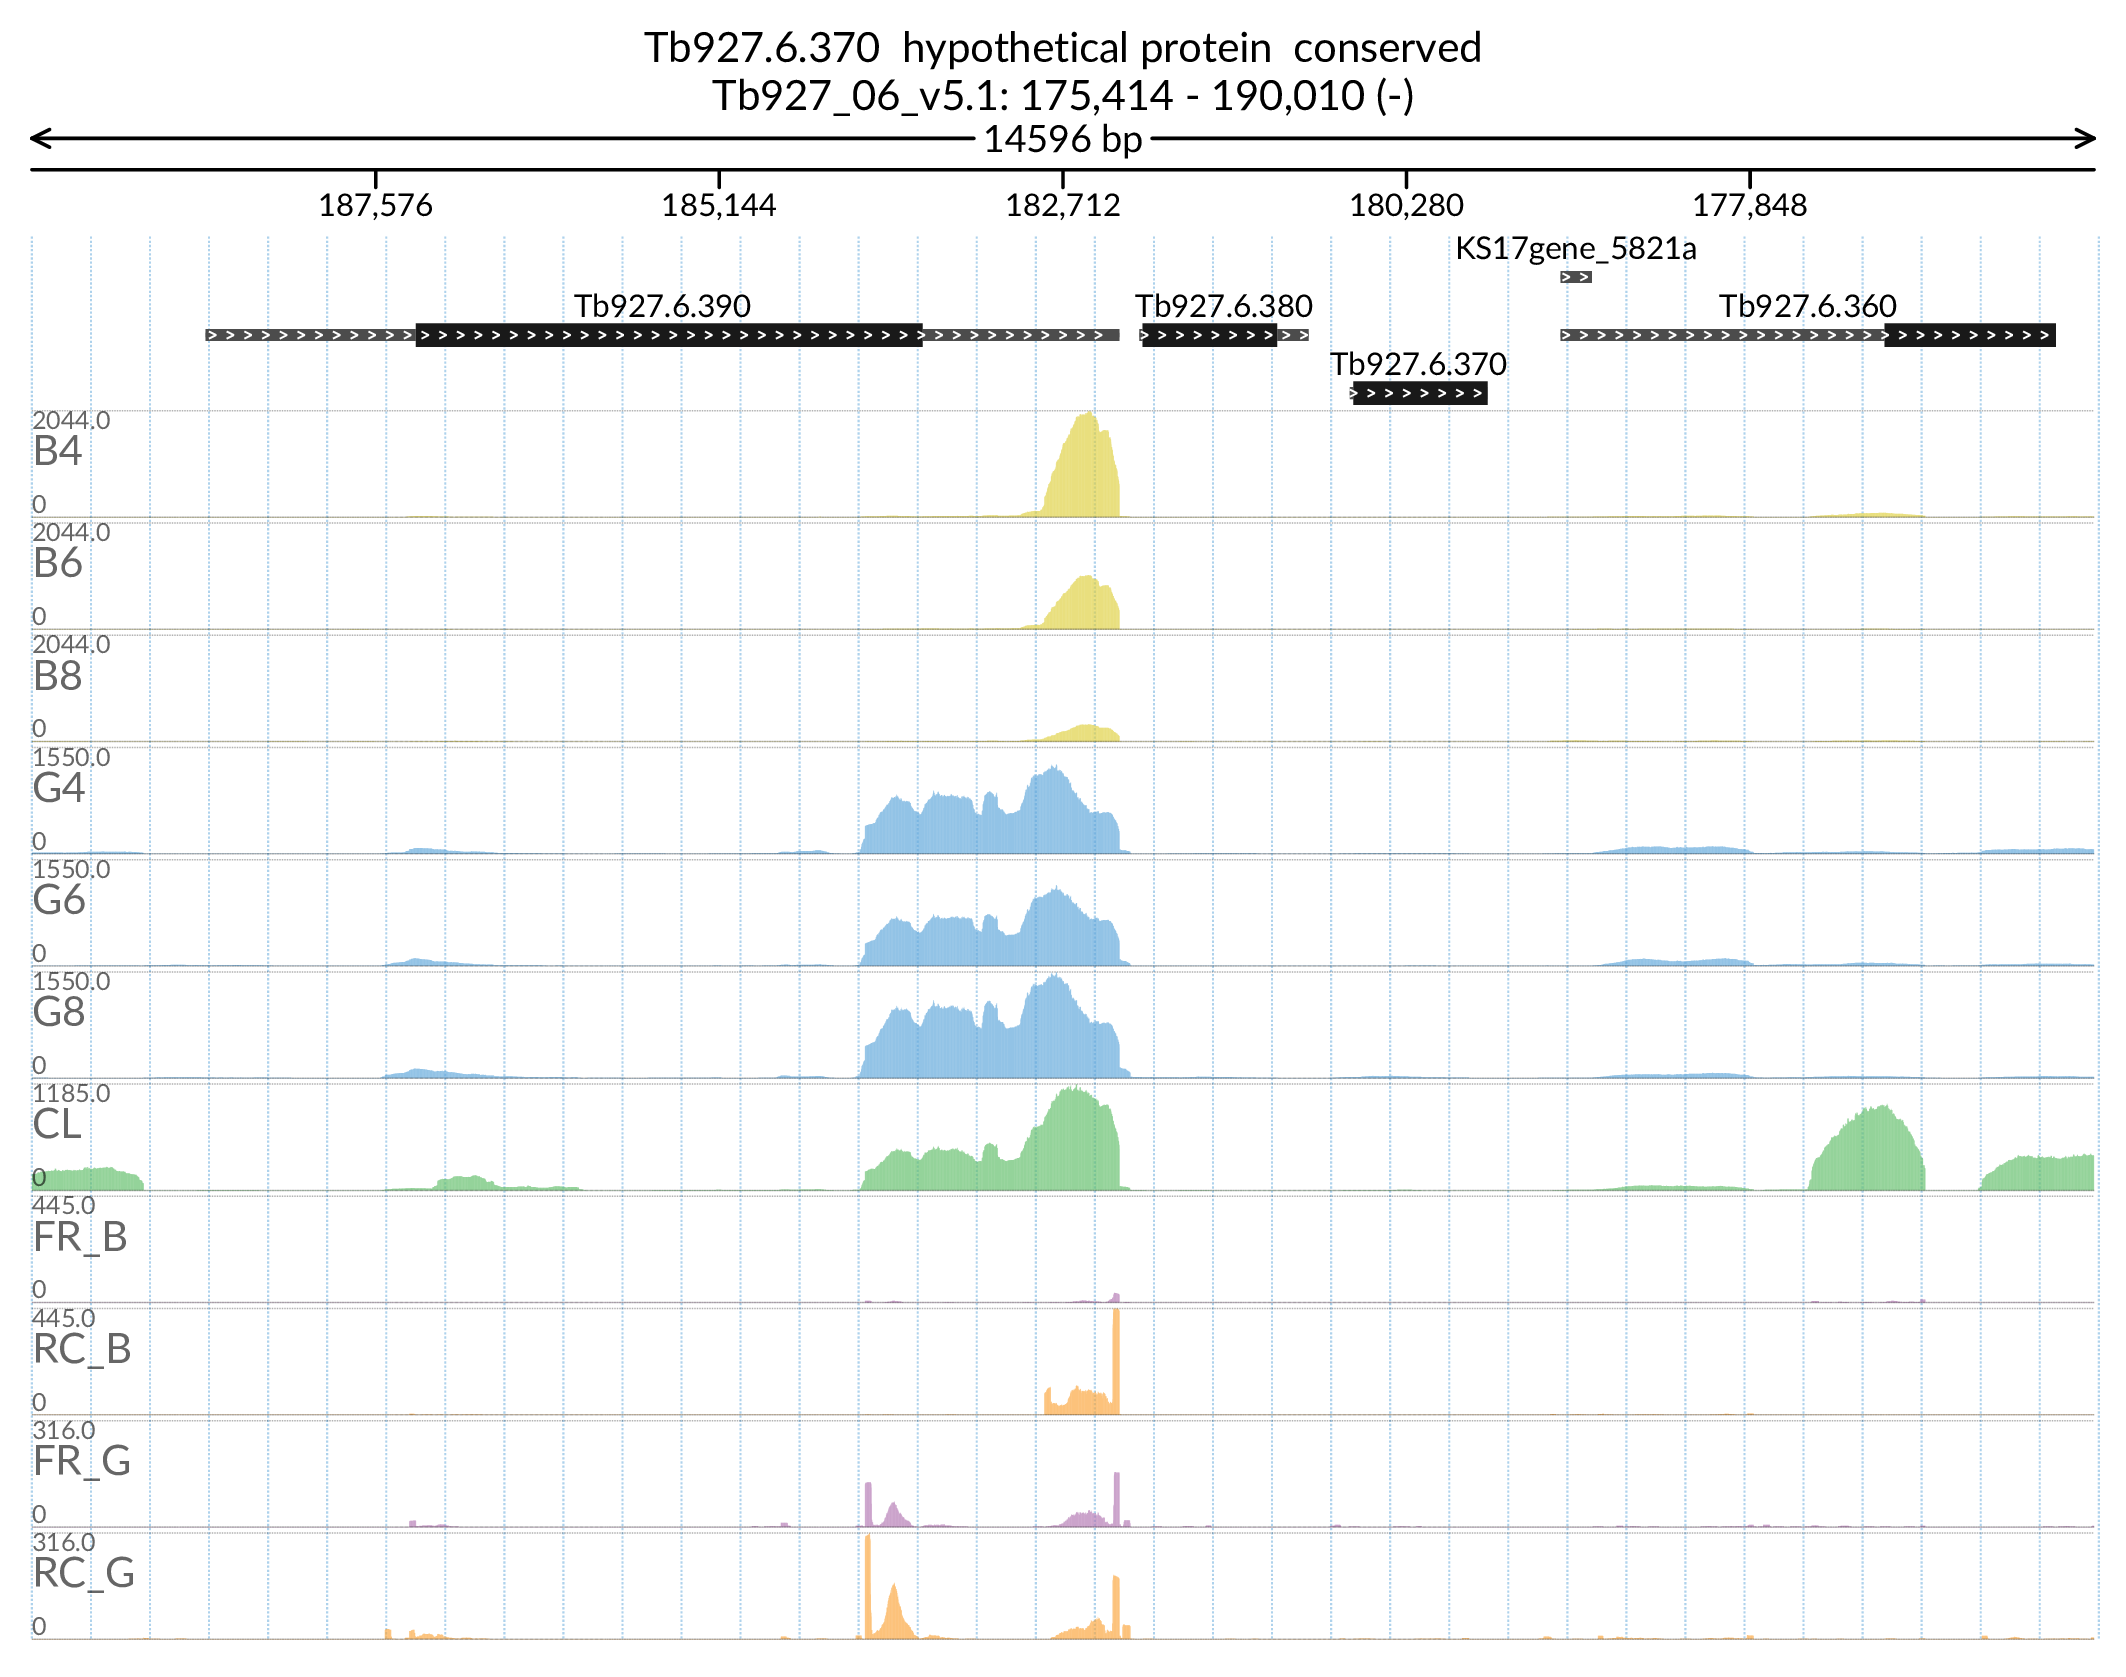 Tb927.6.370  hypothetical protein  conserved
Tb927_06_v5.1: 175,414 - 190,010 (-)
14596 bp
187,576 185,144 182,712 180,280 177,848
KS17gene_5821a
Tb927.6.390 Tb927.6.380 Tb927.6.360
Tb927.6.370
2044.0
B4
0
2044.0
B6
0
2044.0
B8
0
1550.0
G4
0
1550.0
G6
0
1550.0
G8
0
1185.0
CL
0
445.0
FR_B
0
445.0
RC_B
0
316.0
FR_G
0
316.0
RC_G
0